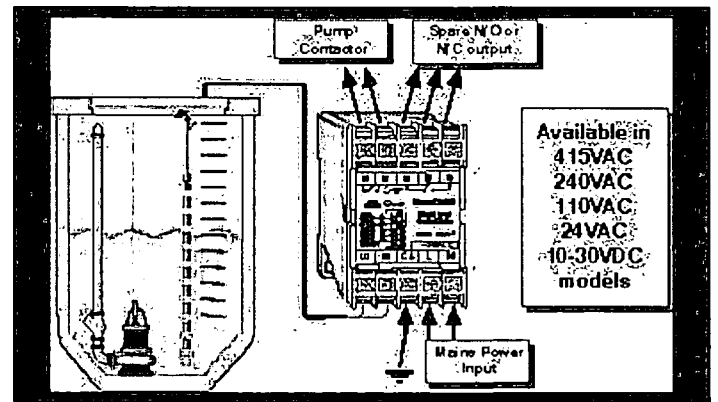 Pump
Contactor
Spare N/O or
N/C output
Available in
415VAC
240VAC
110VAC
24VAC
10-30VDC
models
Mains Power
Input